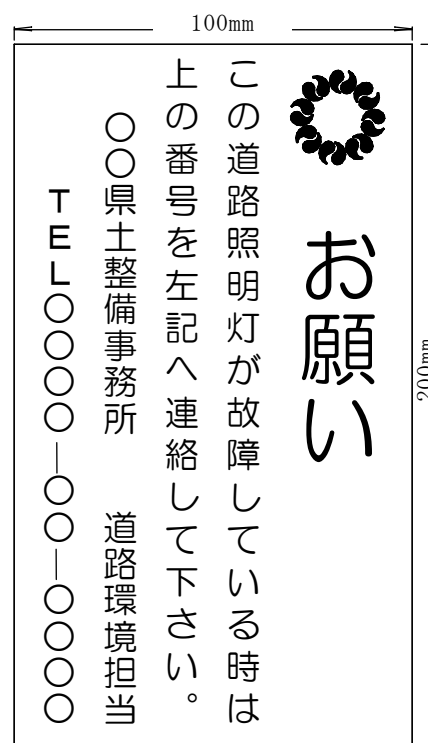 100mm
200mm
お願い
この道路照明灯が故障している時は
上の番号を左記へ連絡して下さい。
○○県土整備事務所　道路環境担当
TEL○○○○―○○―○○○○